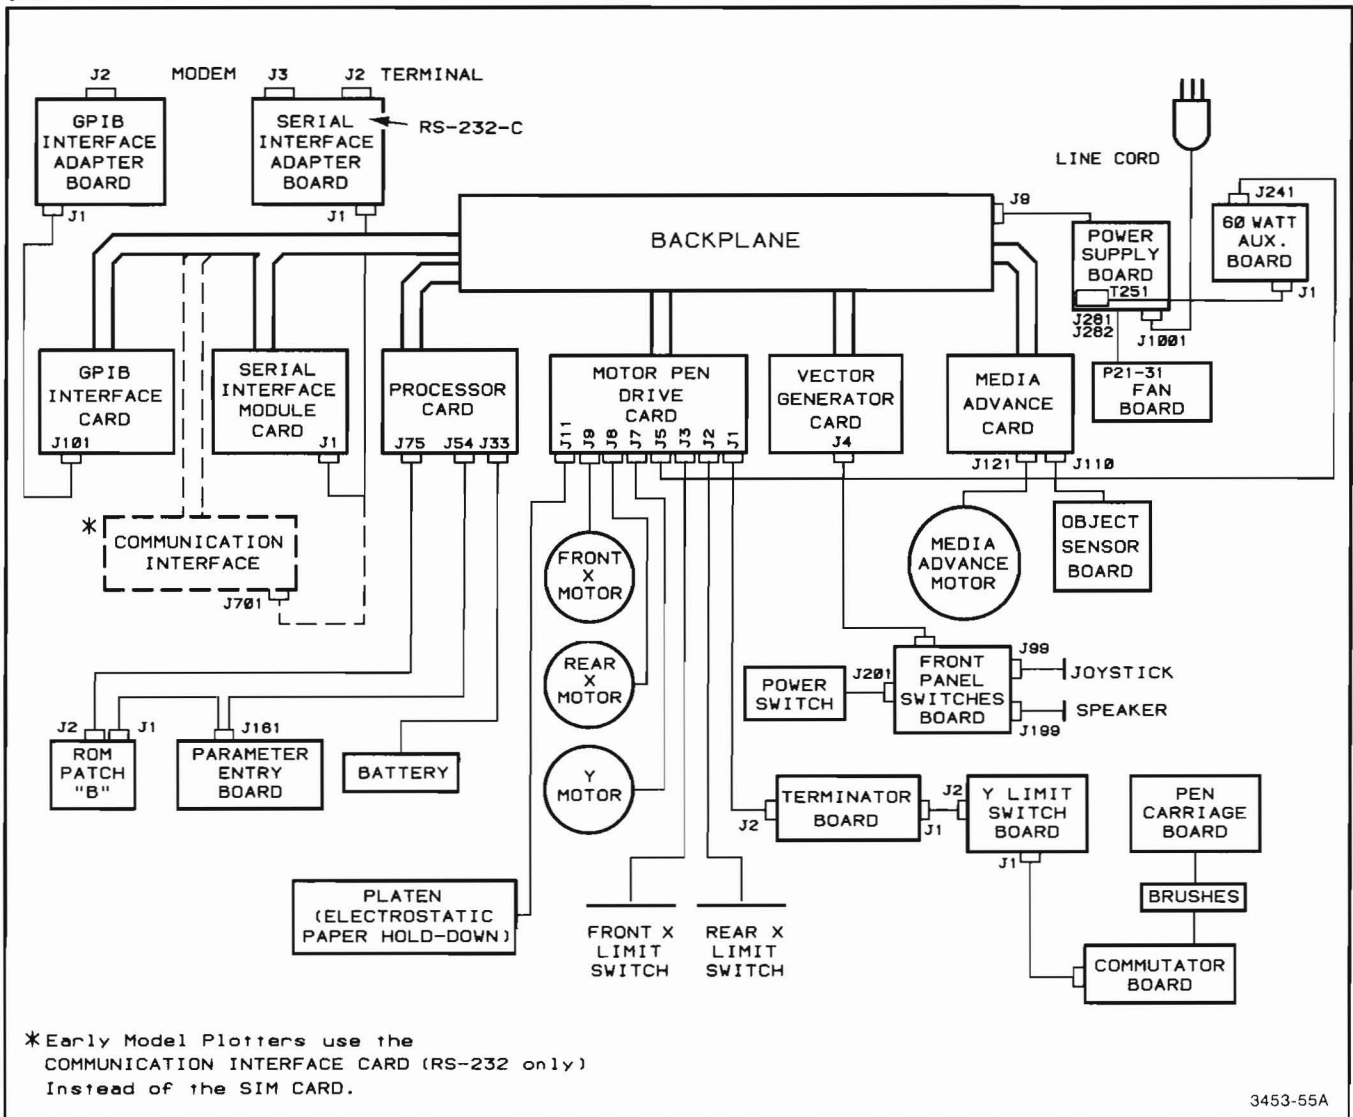 J2
MODEM
J3
J2 TERMINAL
GPIB
INTERFACE
ADAPTER
BOARD
J1
SERIAL
INTERFACE
ADAPTER
BOARD
RS-232-C
J1
LINE CORD
BACKPLANE
J9
POWER
SUPPLY
BOARD
T251
J281
J282
J1001
J241
60 WATT
AUX.
BOARD
J1
P21-31
FAN
BOARD
GPIB
INTERFACE
CARD
J101
SERIAL
INTERFACE
MODULE
CARD
J1
PROCESSOR
CARD
J75
J54
J33
MOTOR PEN
DRIVE
CARD
J11
J9
J8
J7
J5
J3
J2
J1
VECTOR
GENERATOR
CARD
J4
MEDIA
ADVANCE
CARD
J121
J110
*
COMMUNICATION
INTERFACE
J701
FRONT
X
MOTOR
MEDIA
ADVANCE
MOTOR
OBJECT
SENSOR
BOARD
REAR
X
MOTOR
POWER
SWITCH
J201
FRONT
PANEL
SWITCHES
BOARD
J99
JOYSTICK
SPEAKER
J199
J2
J1
ROM
PATCH
"B"
J161
PARAMETER
ENTRY
BOARD
BATTERY
Y
MOTOR
J2
TERMINATOR
BOARD
J1
J2
Y LIMIT
SWITCH
BOARD
J1
PEN
CARRIAGE
BOARD
BRUSHES
COMMUTATOR
BOARD
PLATEN
(ELECTROSTATIC
PAPER HOLD-DOWN)
FRONT X
LIMIT
SWITCH
REAR X
LIMIT
SWITCH
*Early Model Plotters use the
COMMUNICATION INTERFACE CARD (RS-232 only)
Instead of the SIM CARD.
3453-55A